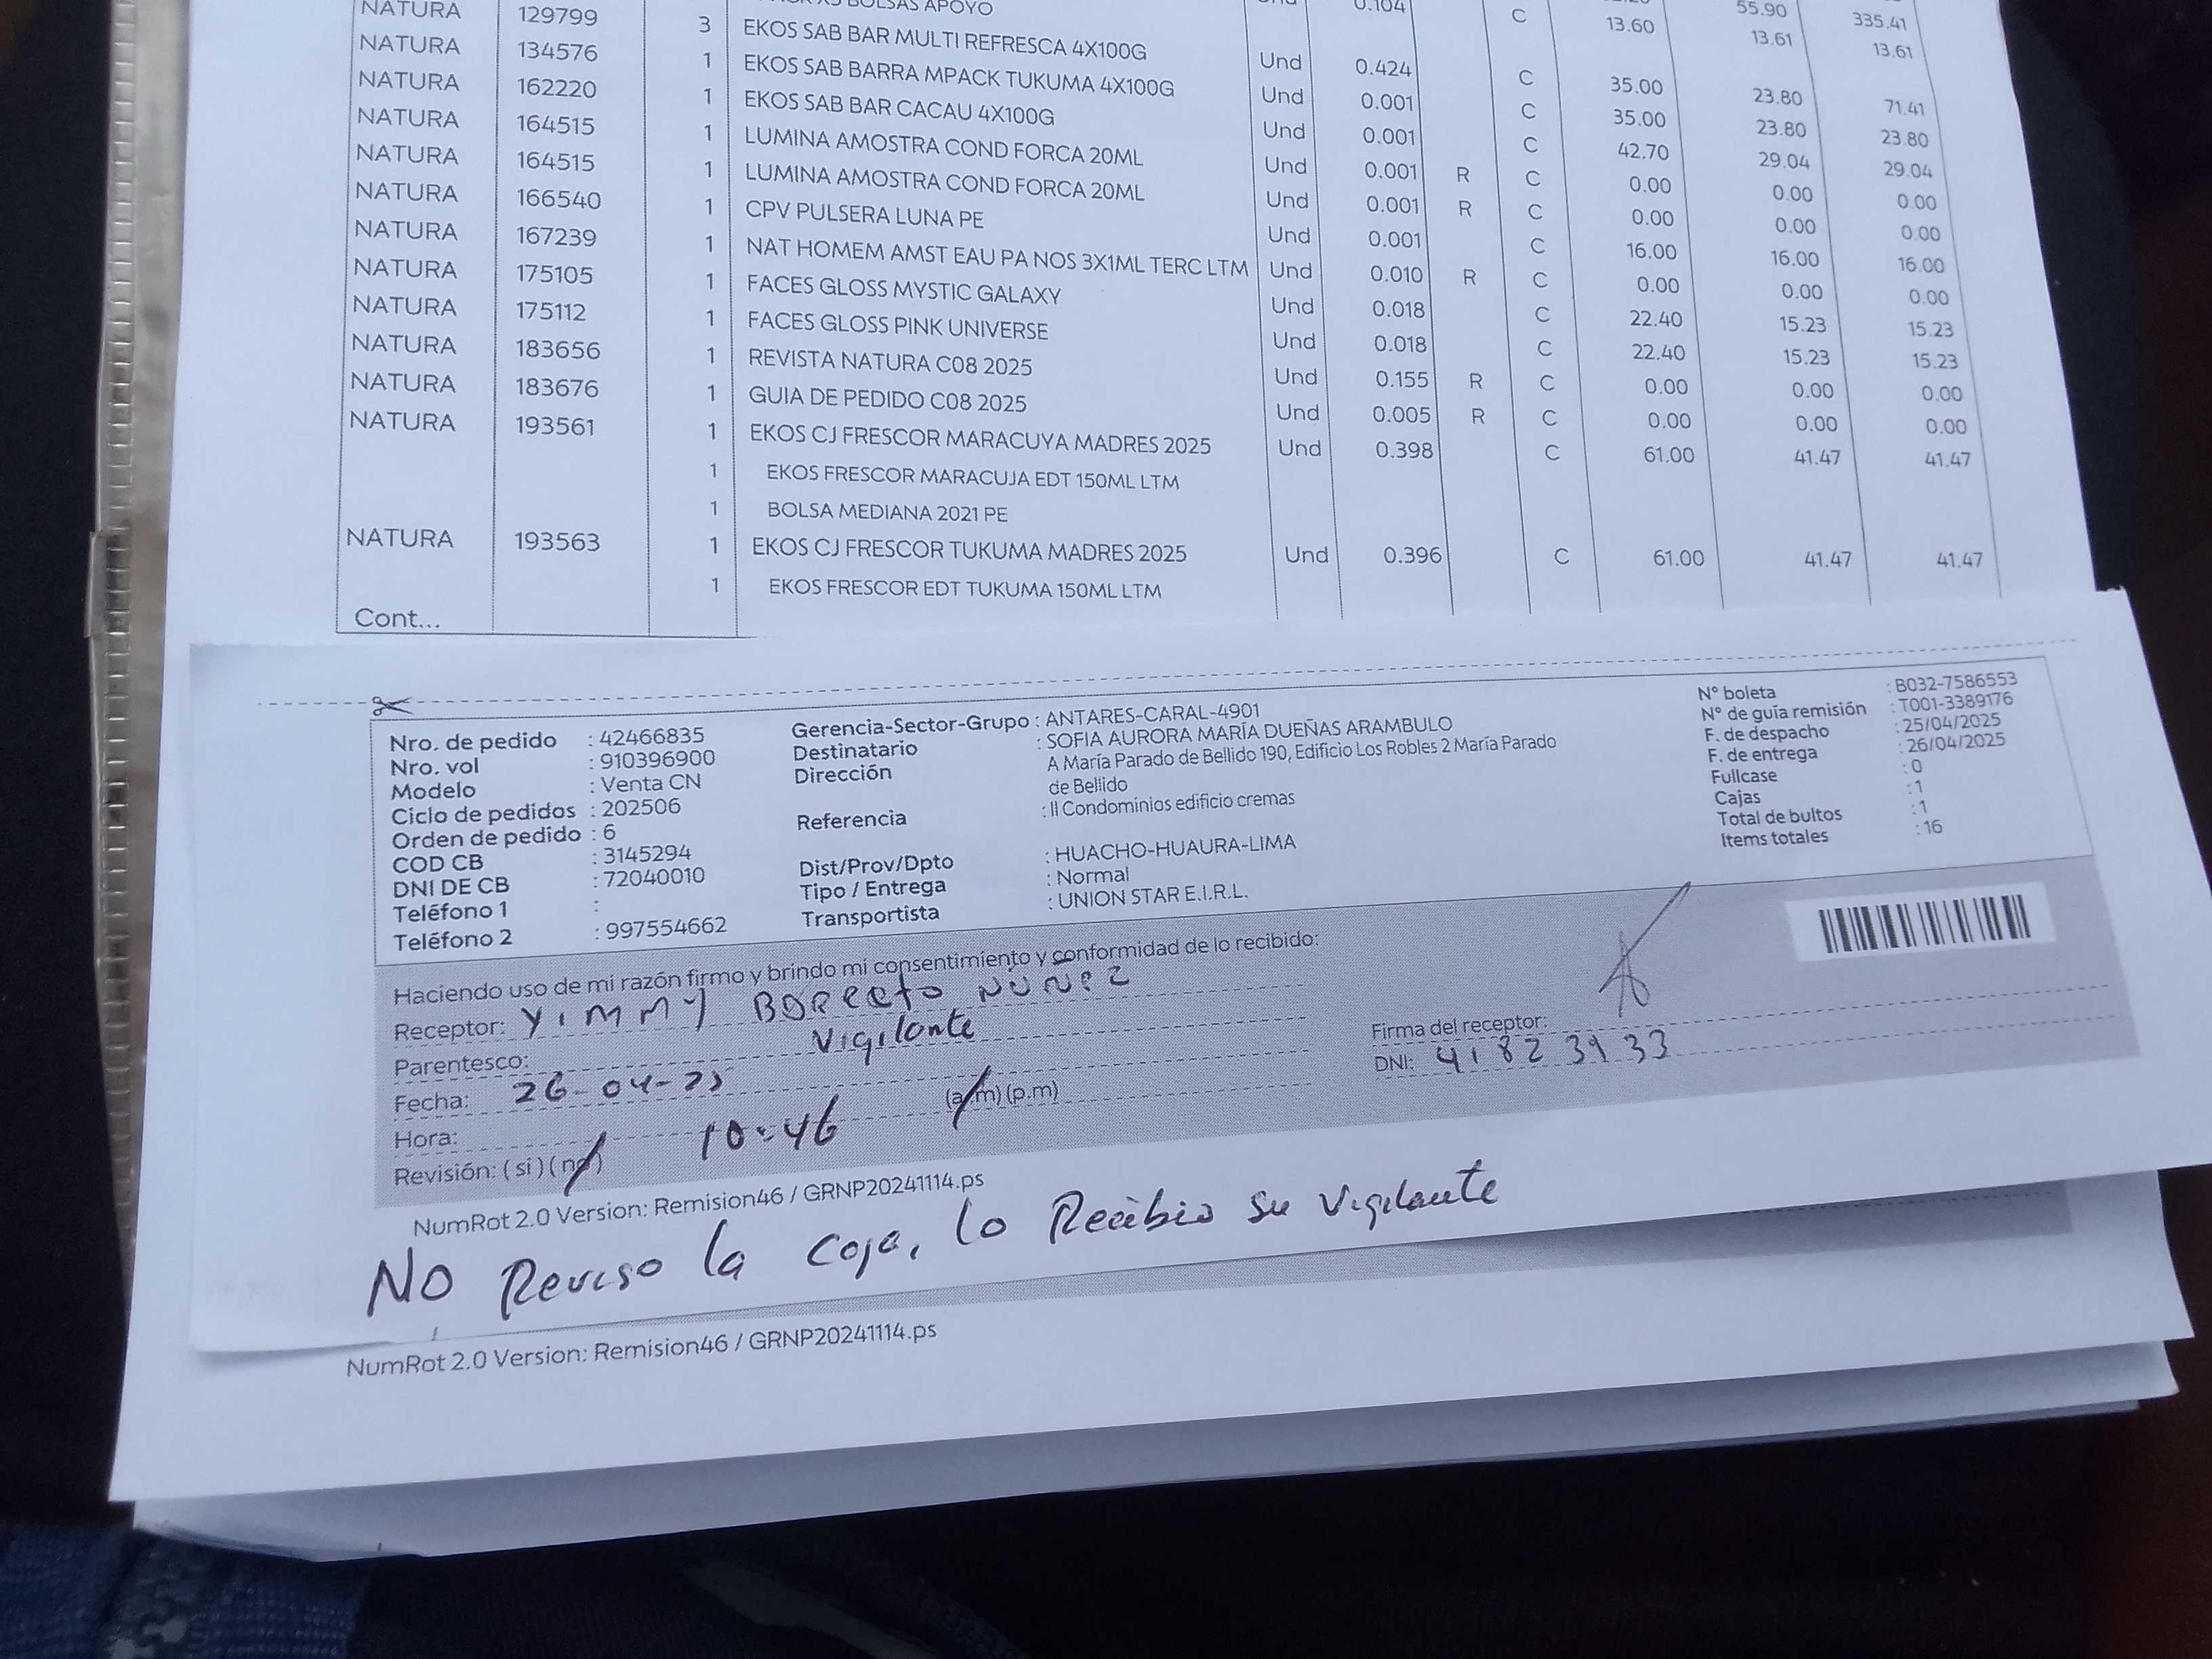 BOLSAS APOYO 0.104 55.90 335.41
NATURA 129799 3 EKOS SAB BAR MULTI REFRESCA 4X100G Und 0.424 C 13.60 13.61 13.61
NATURA 134576 1 EKOS SAB BARRA MPACK TUKUMA 4X100G Und 0.001 C 35.00 23.80 71.41
NATURA 162220 1 EKOS SAB BAR CACAU 4X100G Und 0.001 C 35.00 23.80 23.80
NATURA 164515 1 LUMINA AMOSTRA COND FORCA 20ML Und 0.001 R C 42.70 29.04 29.04
NATURA 164515 1 LUMINA AMOSTRA COND FORCA 20ML Und 0.001 R C 0.00 0.00 0.00
NATURA 166540 1 CPV PULSERA LUNA PE Und 0.001 C 0.00 0.00 0.00
NATURA 167239 1 NAT HOMEM AMST EAU PA NOS 3X1ML TERC LTM Und 0.010 R C 16.00 16.00 16.00
NATURA 175105 1 FACES GLOSS MYSTIC GALAXY Und 0.018 C 0.00 0.00 0.00
NATURA 175112 1 FACES GLOSS PINK UNIVERSE Und 0.018 C 22.40 15.23 15.23
NATURA 183656 1 REVISTA NATURA C08 2025 Und 0.155 R C 22.40 15.23 15.23
NATURA 183676 1 GUIA DE PEDIDO C08 2025 Und 0.005 R C 0.00 0.00 0.00
NATURA 193561 1 EKOS CJ FRESCOR MARACUYA MADRES 2025 Und 0.398 C 0.00 0.00 0.00
61.00 41.47 41.47
1 EKOS FRESCOR MARACUJA EDT 150ML LTM
1 BOLSA MEDIANA 2021 PE
NATURA 193563 1 EKOS CJ FRESCOR TUKUMA MADRES 2025 Und 0.396 C 61.00 41.47 41.47
1 EKOS FRESCOR EDT TUKUMA 150ML LTM
Cont...
Nro. de pedido : 42466835
Nro. vol : 910396900
Modelo : Venta CN
Ciclo de pedidos : 202506
Orden de pedido : 6
COD CB : 3145294
DNI DE CB : 72040010
Teléfono 1 :
Teléfono 2 : 997554662
Gerencia-Sector-Grupo : ANTARES-CARAL-4901
Destinatario : SOFIA AURORA MARÍA DUEÑAS ARAMBULO
Dirección A María Parado de Bellido 190, Edificio Los Robles 2 María Parado
de Bellido
Referencia : II Condominios edificio cremas
Dist/Prov/Dpto : HUACHO-HUAURA-LIMA
Tipo / Entrega : Normal
Transportista : UNION STAR E.I.R.L.
N° boleta : B032-7586553
N° de guía remisión : T001-3389176
F. de despacho : 25/04/2025
F. de entrega : 26/04/2025
Fullcase : 0
Cajas : 1
Total de bultos : 1
Items totales : 16
Haciendo uso de mi razón firmo y brindo mi consentimiento y conformidad de lo recibido:
Receptor: YIMMY BORRETO NUÑEZ
Parentesco: Vigilante
Fecha: 26-04-25
Hora: 10:46 (a.m) (p.m)
Revisión: ( si ) ( no )
Firma del receptor:
DNI: 41823933
NumRot 2.0 Version: Remision46 / GRNP20241114.ps
NO Reviso la caja, lo Recibio su Vigilante
NumRot 2.0 Version: Remision46 / GRNP20241114.ps